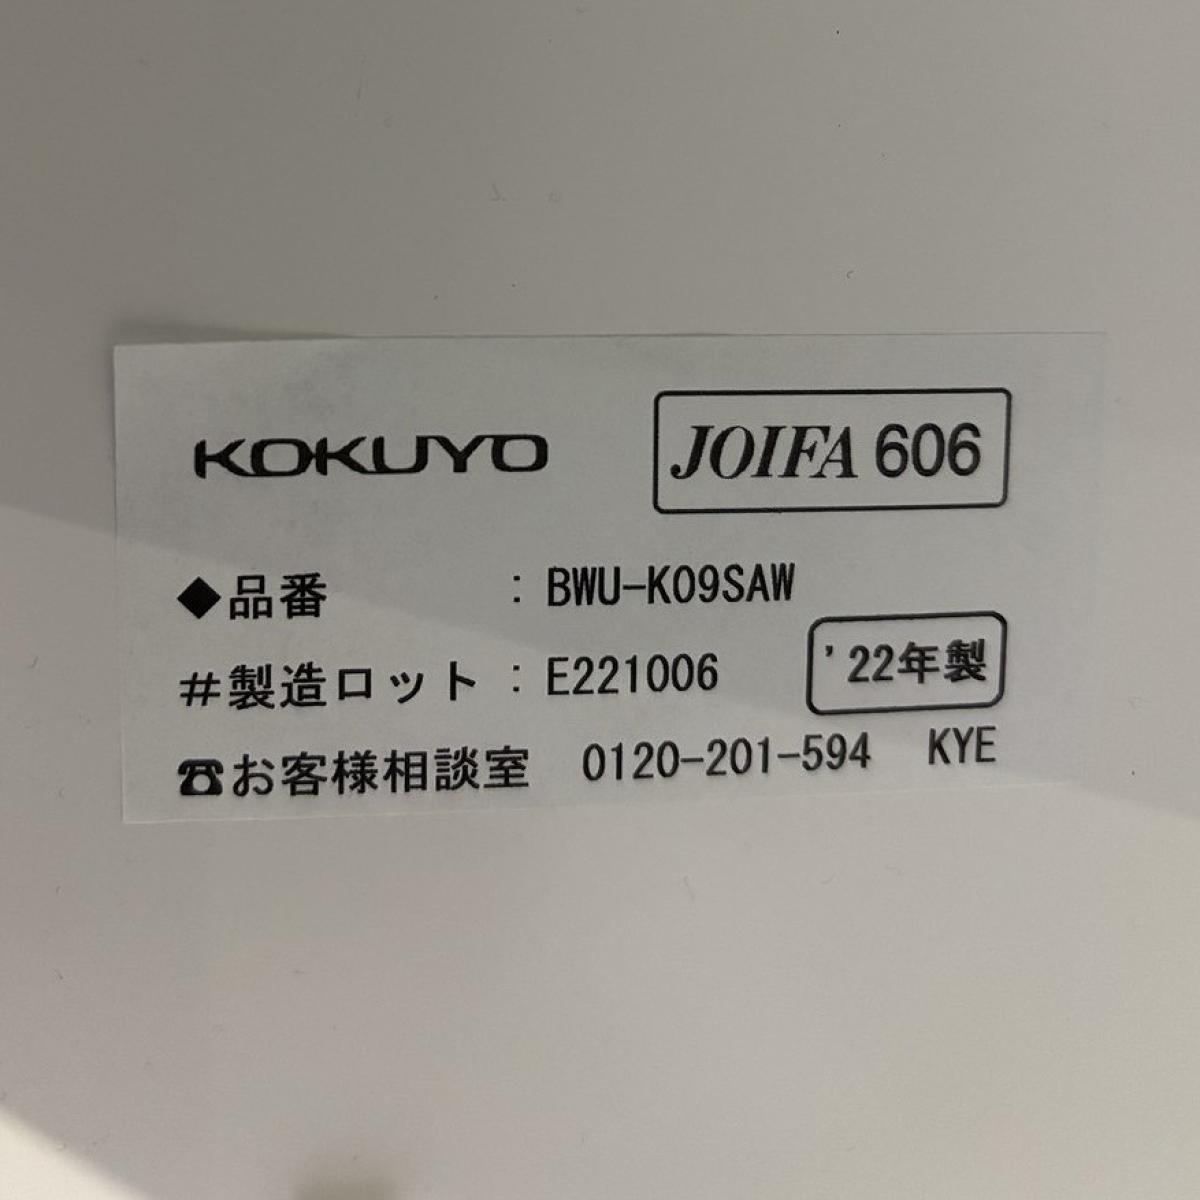 KOKUYO JOIFA 606
◆品番 : BWU-K09SAW
#製造ロット : E221006 '22年製
☎お客様相談室 0120-201-594 KYE